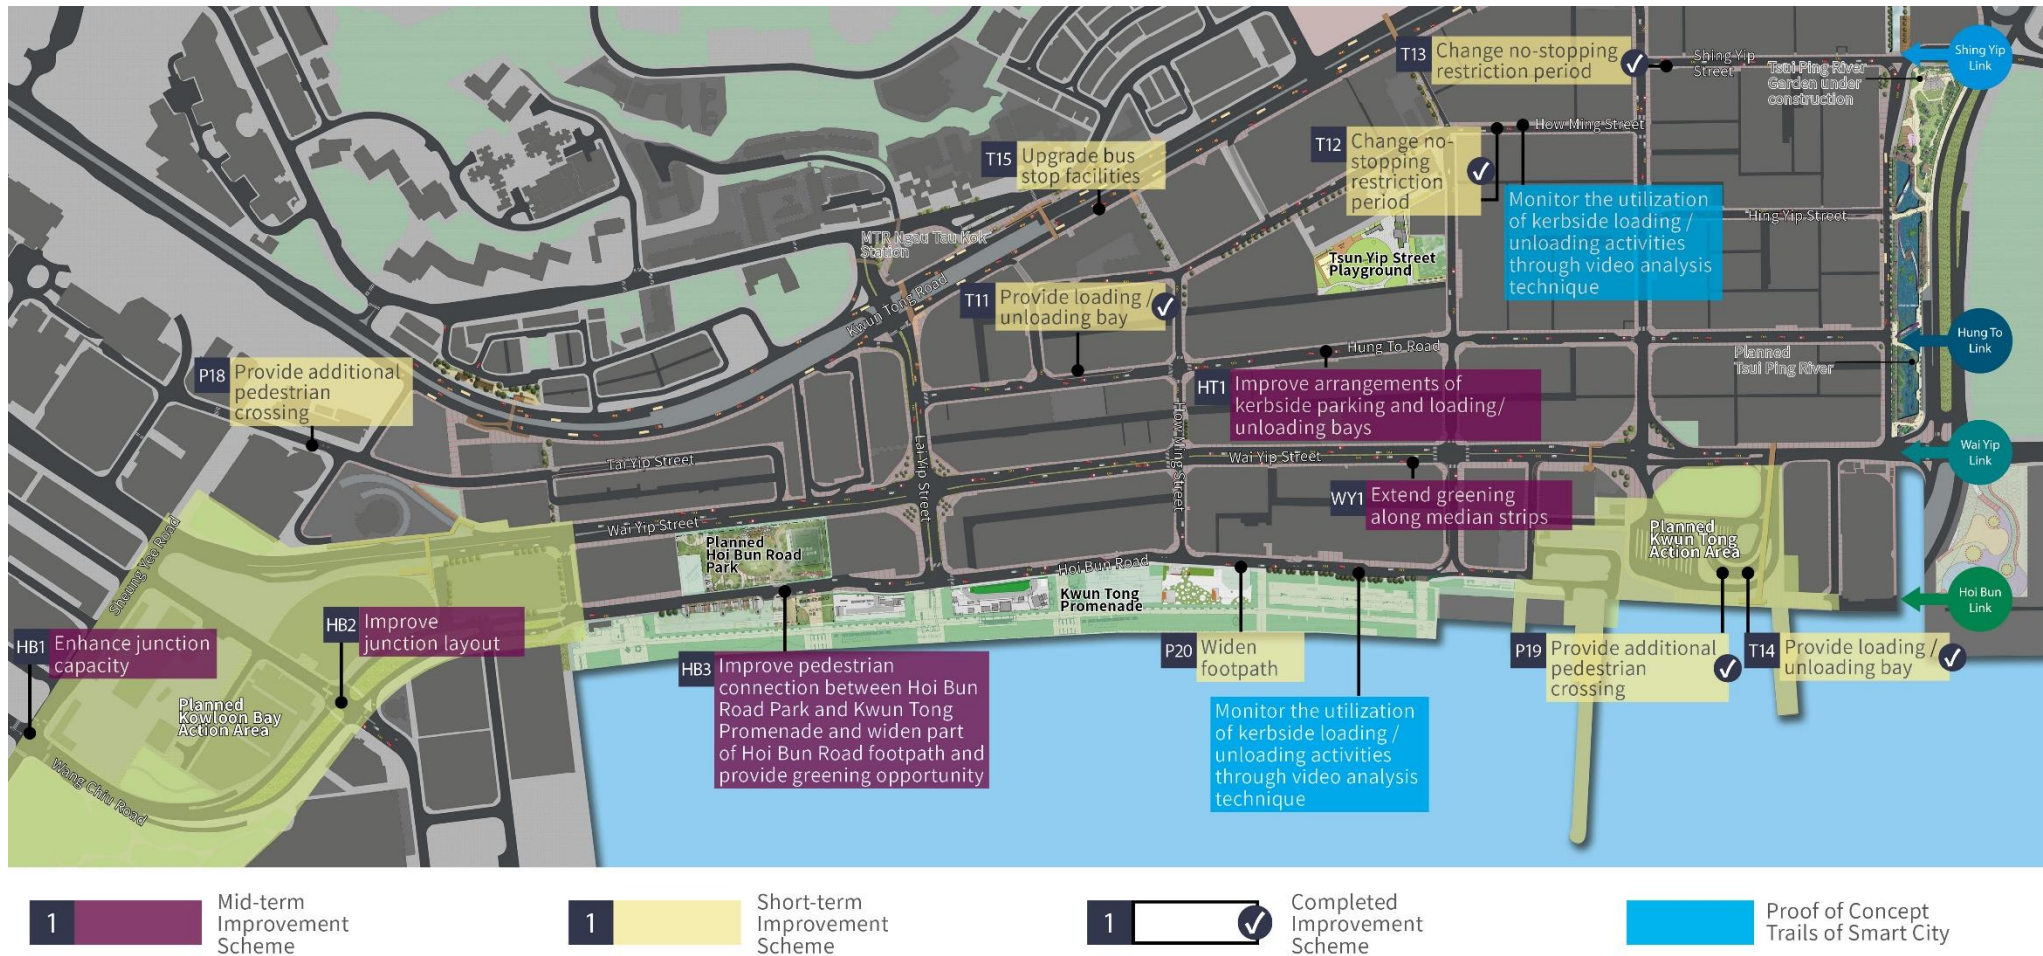 T13 Change no-stopping
restriction period
Shing Yip
Street
Tsui Ping River
Garden under
construction
Shing Yip
Link
How Ming Street
T12 Change no-
stopping
restriction
period
T15 Upgrade bus
stop facilities
Monitor the utilization
of kerbside loading /
unloading activities
through video analysis
technique
Hing Yip Street
MTR Ngau Tau Kok
Station
Tsun Yip Street
Playground
Kwun Tong Road
T11 Provide loading /
unloading bay
Hung To Road
Hung To
Link
Planned
Tsui Ping River
P18 Provide additional
pedestrian
crossing
HT1 Improve arrangements of
kerbside parking and loading/
unloading bays
How Ming Street
Lai Yip Street
Tai Yip Street
Wai Yip Street
Wai Yip
Link
WY1 Extend greening
along median strips
Wai Yip Street
Planned
Hoi Bun Road
Park
Planned
Kwun Tong
Action Area
Sheung Yee Road
Hoi Bun Road
Kwun Tong
Promenade
Hoi Bun
Link
HB1 Enhance junction
capacity
HB2 Improve
junction layout
HB3 Improve pedestrian
connection between Hoi Bun
Road Park and Kwun Tong
Promenade and widen part
of Hoi Bun Road footpath and
provide greening opportunity
P20 Widen
footpath
P19 Provide additional
pedestrian
crossing
T14 Provide loading /
unloading bay
Planned
Kowloon Bay
Action Area
Monitor the utilization
of kerbside loading /
unloading activities
through video analysis
technique
Wang Chiu Road
1 Mid-term
Improvement
Scheme
1 Short-term
Improvement
Scheme
1 Completed
Improvement
Scheme
Proof of Concept
Trails of Smart City